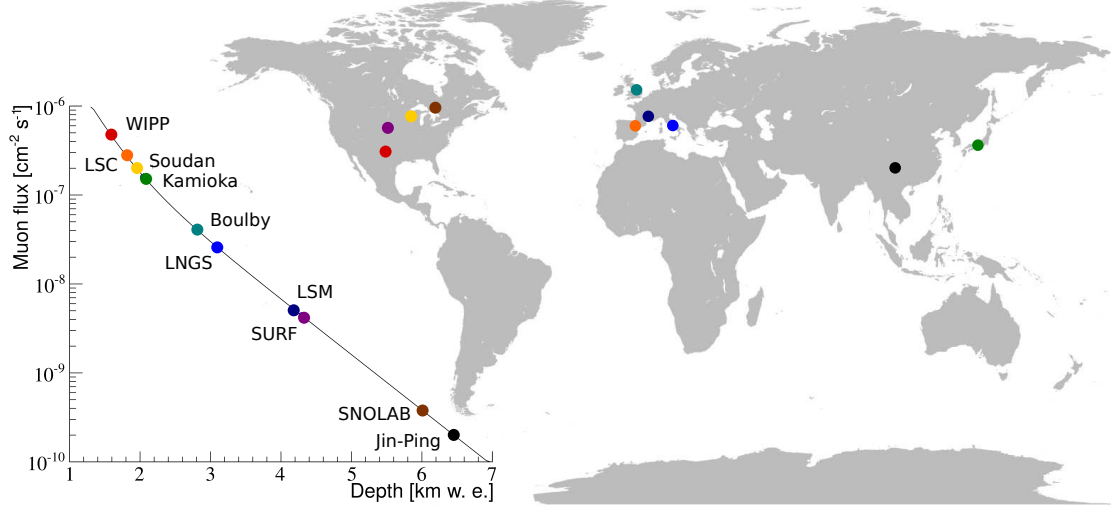 Muon flux [cm-2 s-1]
10-6
10-7
10-8
10-9
10-10
WIPP
LSC
Soudan
Kamioka
Boulby
LNGS
LSM
SURF
SNOLAB
Jin-Ping
1 2 3 4 5 6 7
Depth [km w. e.]